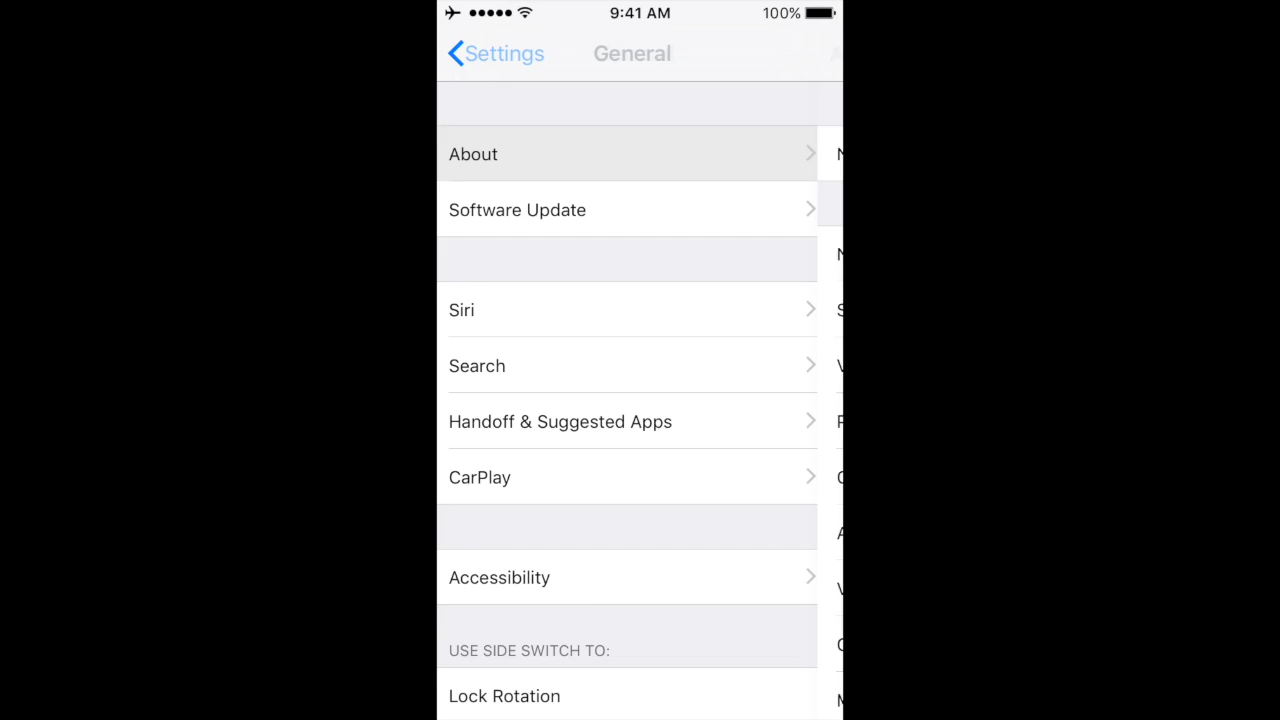 9:41 AM 100%
Settings General
About
Software Update
Siri
Search
Handoff & Suggested Apps
CarPlay
Accessibility
USE SIDE SWITCH TO:
Lock Rotation